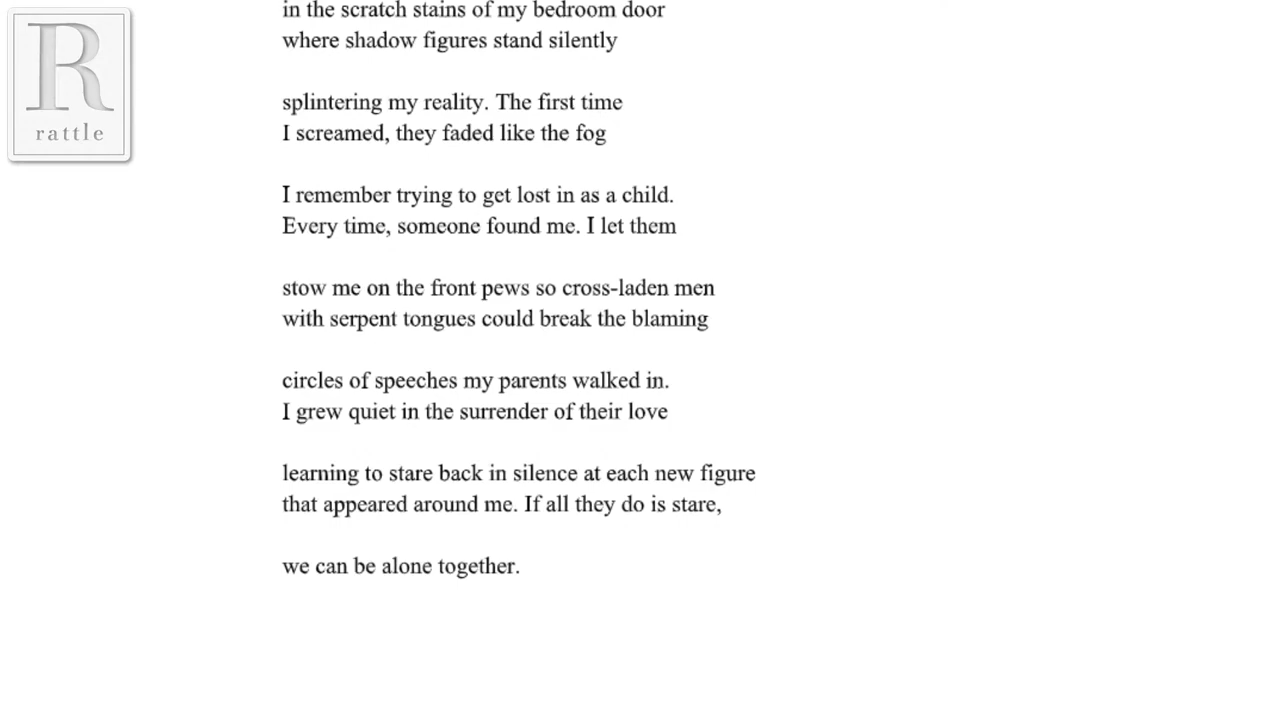 R
rattle
in the scratch stains of my bedroom door
where shadow figures stand silently
splintering my reality. The first time
I screamed, they faded like the fog
I remember trying to get lost in as a child.
Every time, someone found me. I let them
stow me on the front pews so cross-laden men
with serpent tongues could break the blaming
circles of speeches my parents walked in.
I grew quiet in the surrender of their love
learning to stare back in silence at each new figure
that appeared around me. If all they do is stare,
we can be alone together.